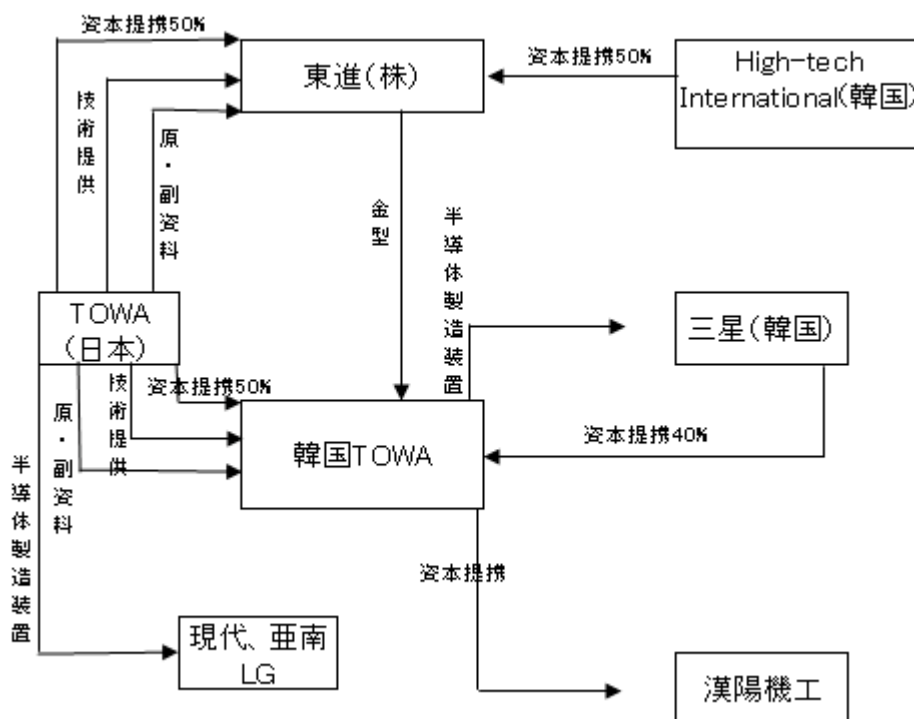 資本提携50%
東進(株)
資本提携50%
High-tech
International(韓国)
技術提供
原・副資料
金型
半導体製造装置
TOWA
(日本)
三星(韓国)
資本提携50%
原・副資料
技術提供
韓国TOWA
資本提携40%
半導体製造装置
資本提携
現代、亜南
LG
漢陽機工